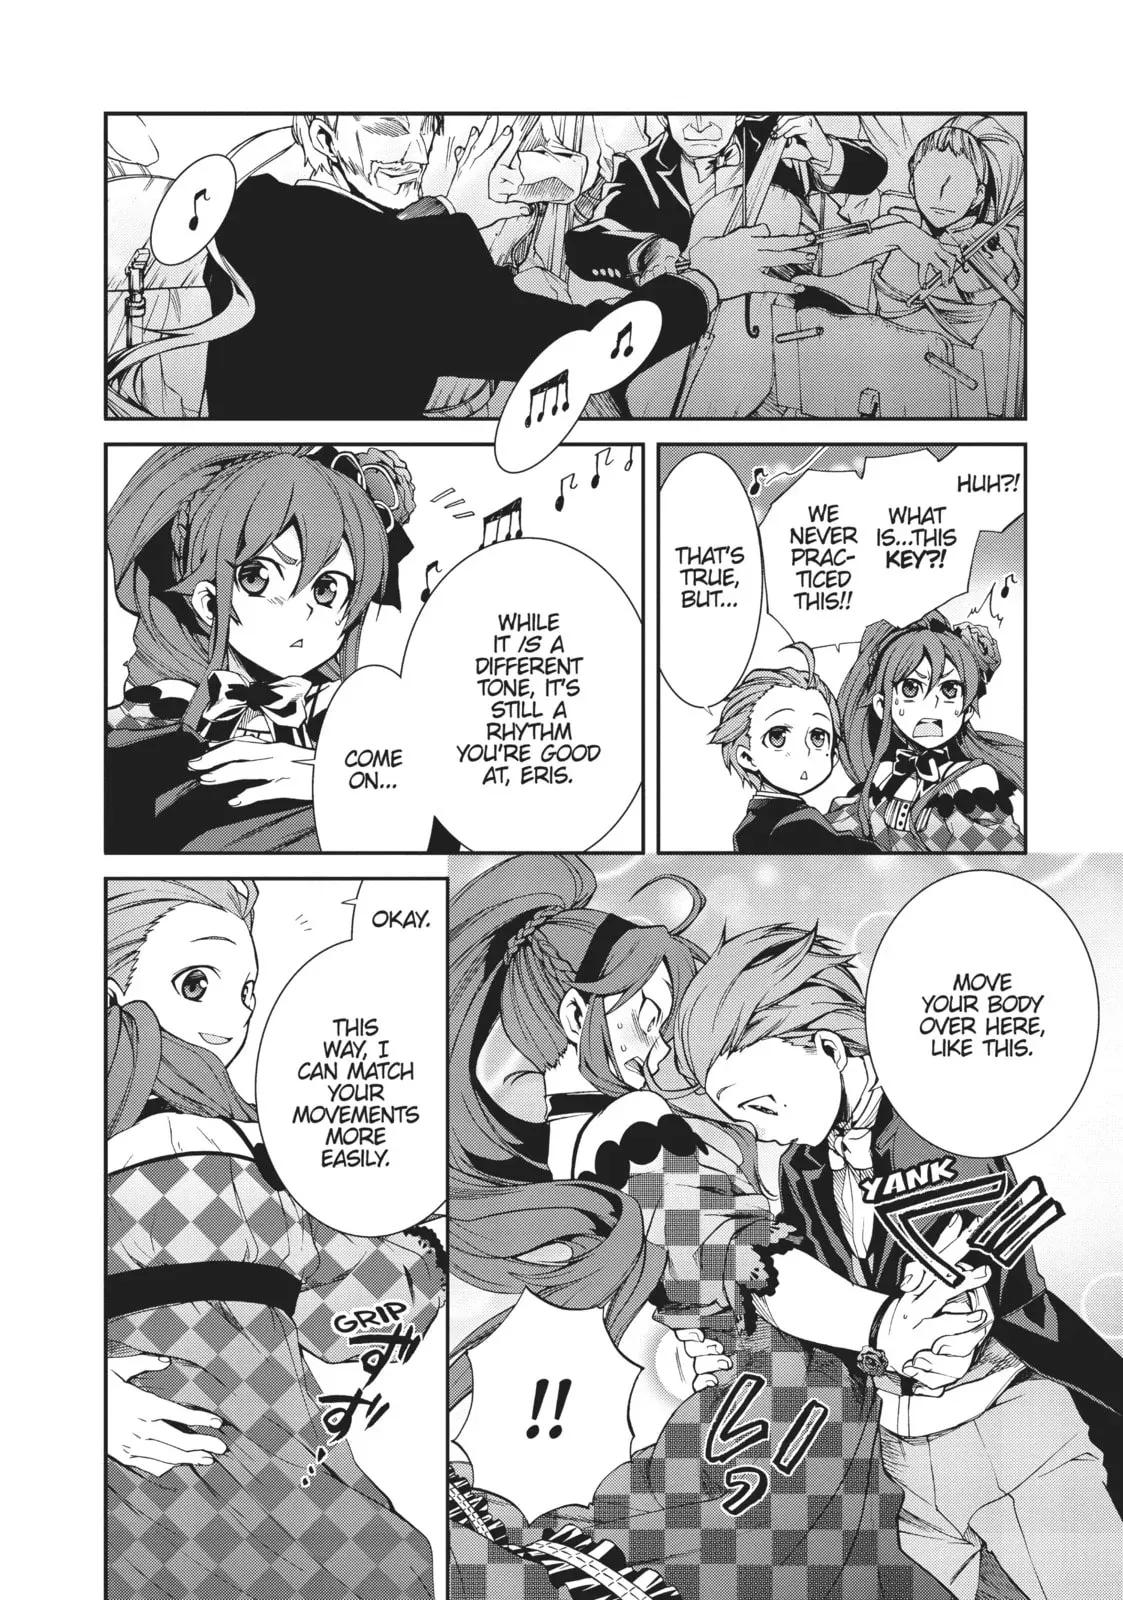 HUH?!
WHAT
IS...THIS
KEY?!
WE
NEVER
PRAC-
TICED
THIS!!
THAT'S
TRUE,
BUT...
WHILE
IT IS A
DIFFERENT
TONE, IT'S
STILL A
RHYTHM
YOU'RE GOOD
AT, ERIS.
COME
ON...
MOVE
YOUR BODY
OVER HERE,
LIKE THIS.
YANK
ぐい
!!
OKAY.
THIS
WAY, I
CAN MATCH
YOUR
MOVEMENTS
MORE
EASILY.
GRIP